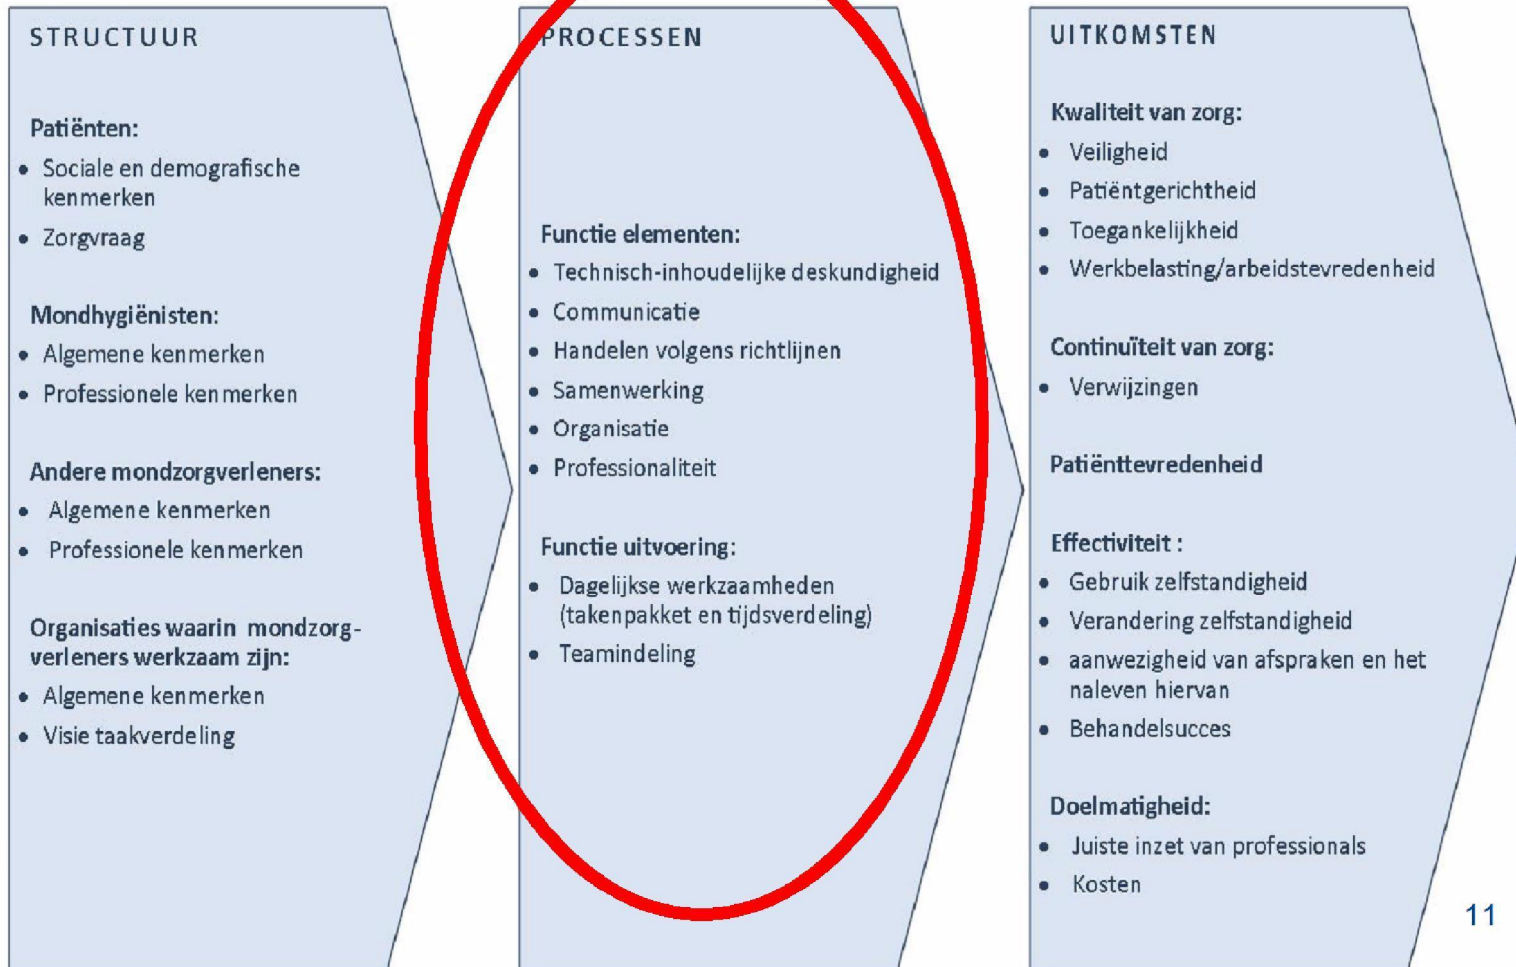 STRUCTUUR
Patiënten:
• Sociale en demografische
kenmerken
• Zorgvraag
Mondhygiënisten:
• Algemene kenmerken
• Professionele kenmerken
Andere mondzorgverleners:
• Algemene kenmerken
• Professionele kenmerken
Organisaties waarin mondzorg-
verleners werkzaam zijn:
• Algemene kenmerken
• Visie taakverdeling
PROCESSEN
Functie elementen:
• Technisch-inhoudelijke deskundigheid
• Communicatie
• Handelen volgens richtlijnen
• Samenwerking
• Organisatie
• Professionaliteit
Functie uitvoering:
• Dagelijkse werkzaamheden
(takenpakket en tijdsverdeling)
• Teamindeling
UITKOMSTEN
Kwaliteit van zorg:
• Veiligheid
• Patiëntgerichtheid
• Toegankelijkheid
• Werkbelasting/arbeidstevredenheid
Continuïteit van zorg:
• Verwijzingen
Patiënttevredenheid
Effectiviteit :
• Gebruik zelfstandigheid
• Verandering zelfstandigheid
• aanwezigheid van afspraken en het
naleven hiervan
• Behandelsucces
Doelmatigheid:
• Juiste inzet van professionals
• Kosten
11